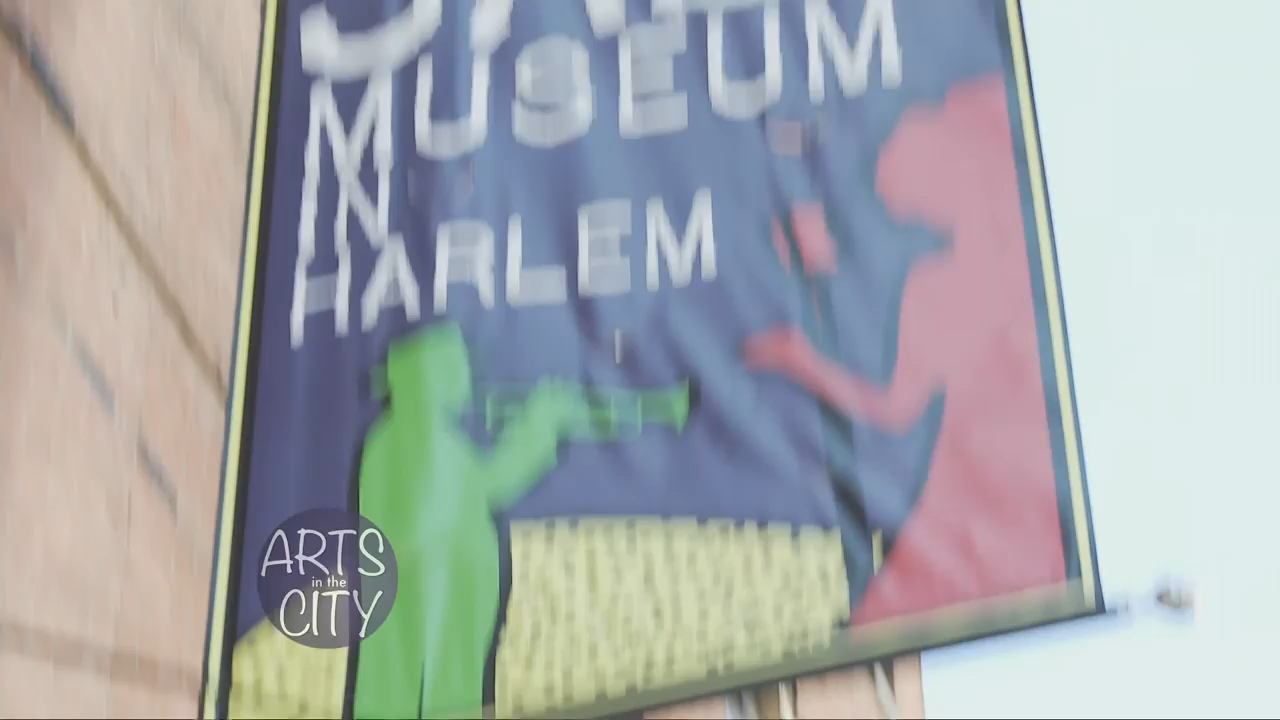 MUSEUM
IN
HARLEM
ARTS
in the
CITY